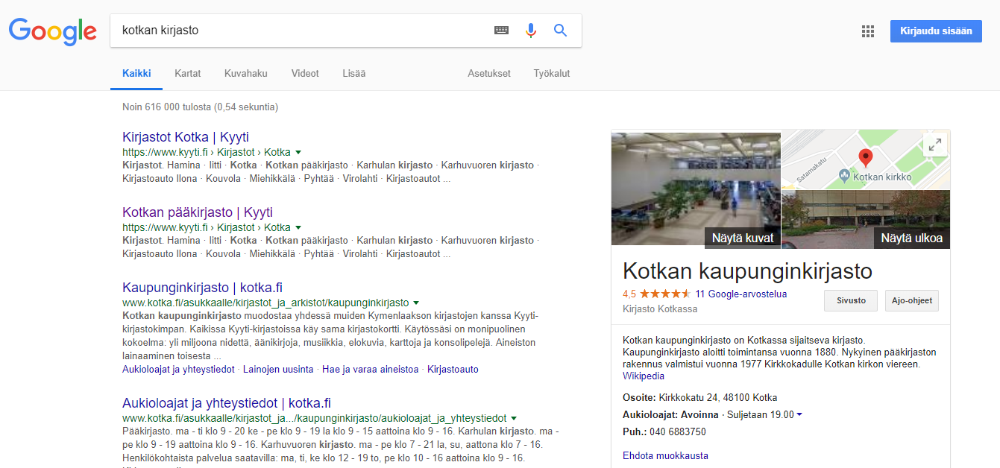 Google
kotkan kirjasto
Kirjaudu sisään
Kaikki Kartat Kuvahaku Videot Lisää Asetukset Työkalut
Noin 616 000 tulosta (0,54 sekuntia)
Kirjastot Kotka | Kyyti
https://www.kyyti.fi › Kirjastot › Kotka
Kirjastot. Hamina · Iitti · Kotka · Kotkan pääkirjasto · Karhulan kirjasto · Karhuvuoren kirjasto ·
Kirjastoauto Ilona · Kouvola · Miehikkälä · Pyhtää · Virolahti · Kirjastoautot ...
Kotkan pääkirjasto | Kyyti
https://www.kyyti.fi › Kirjastot › Kotka
Kirjastot. Hamina · Iitti · Kotka · Kotkan pääkirjasto · Karhulan kirjasto · Karhuvuoren kirjasto ·
Kirjastoauto Ilona · Kouvola · Miehikkälä · Pyhtää · Virolahti · Kirjastoautot ...
Kaupunginkirjasto | kotka.fi
www.kotka.fi/asukkaalle/kirjastot_ja_arkistot/kaupunginkirjasto
Kotkan kaupunginkirjasto muodostaa yhdessä muiden Kymenlaakson kirjastojen kanssa Kyyti-
kirjastokimpan. Kaikissa Kyyti-kirjastoissa käy sama kirjastokortti. Käytössäsi on monipuolinen
kokoelma: yli miljoona nidettä, äänikirjoja, musiikkia, elokuvia, karttoja ja konsolipelejä. Aineiston
lainaaminen toisesta ...
Aukioloajat ja yhteystiedot · Lainojen uusinta · Hae ja varaa aineistoa · Kirjastoauto
Aukioloajat ja yhteystiedot | kotka.fi
www.kotka.fi/asukkaalle/kirjastot_ja.../kaupunginkirjasto/aukioloajat_ja_yhteystiedot
Pääkirjasto. ma - ti klo 9 - 20 ke - pe klo 9 - 19 la klo 9 - 15 aattoina klo 9 - 16. Karhulan kirjasto. ma -
pe klo 9 - 19 aattoina klo 9 - 16. Karhuvuoren kirjasto. ma - pe klo 7 - 21 la, su, aattona klo 7 - 16.
Henkilökohtaista palvelua saatavilla: ma, ti, ke klo 12 - 19 to, pe klo 10 - 16 aattoina klo 9 - 16.
Satamakatu
Kotkan kirkko
Näytä kuvat
Näytä ulkoa
Kotkan kaupunginkirjasto
4,5 11 Google-arvostelua
Kirjasto Kotkassa
Sivusto Ajo-ohjeet
Kotkan kaupunginkirjasto on Kotkassa sijaitseva kirjasto.
Kaupunginkirjasto aloitti toimintansa vuonna 1880. Nykyinen pääkirjaston
rakennus valmistui vuonna 1977 Kirkkokadulle Kotkan kirkon viereen.
Wikipedia
Osoite: Kirkkokatu 24, 48100 Kotka
Aukioloajat: Avoinna · Suljetaan 19.00
Puh.: 040 6883750
Ehdota muokkausta